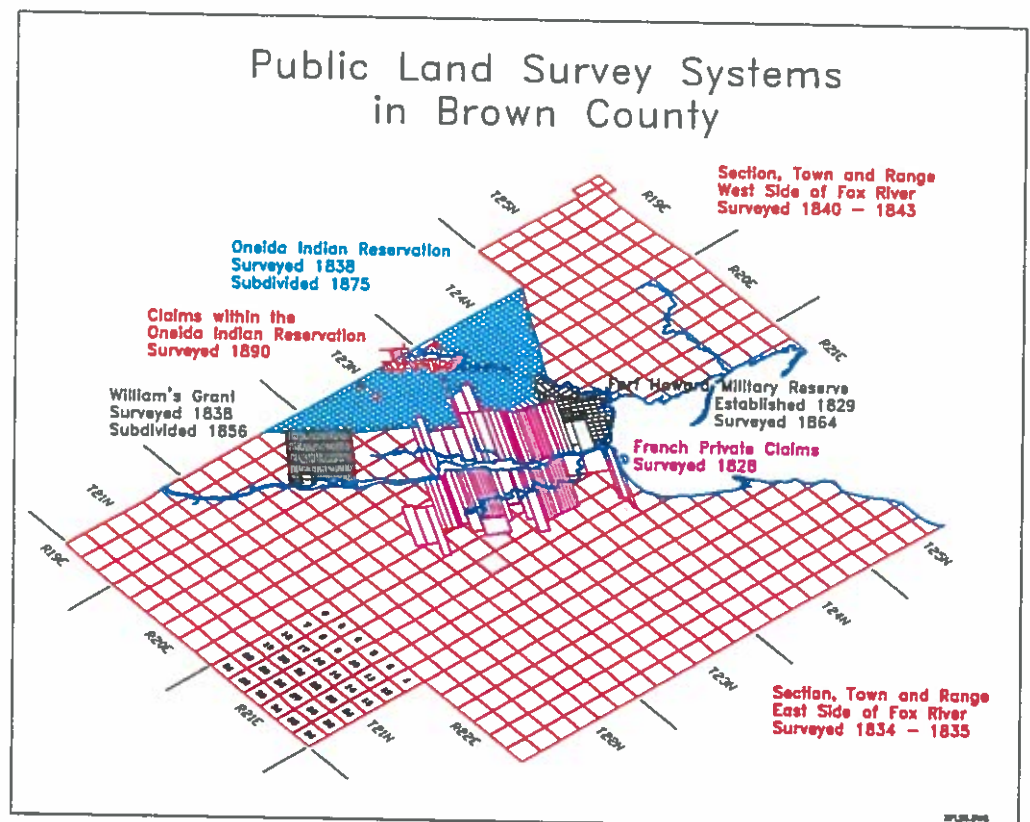 Public Land Survey Systems
in Brown County
Section, Town and Range
West Side of Fox River
Surveyed 1840 - 1843
T25N
R19E
Oneida Indian Reservation
Surveyed 1838
Subdivided 1875
R20E
T24N
Claims within the
Oneida Indian Reservation
Surveyed 1890
R21E
T23N
William's Grant
Surveyed 1838
Subdivided 1856
Fort Howard Military Reserve
Established 1829
Surveyed 1864
French Private Claims
Surveyed 1828
T21N
R19E
T25N
T24N
R20E
T23N
R21E
T21N
R22E
T22N
Section, Town and Range
East Side of Fox River
Surveyed 1834 - 1835